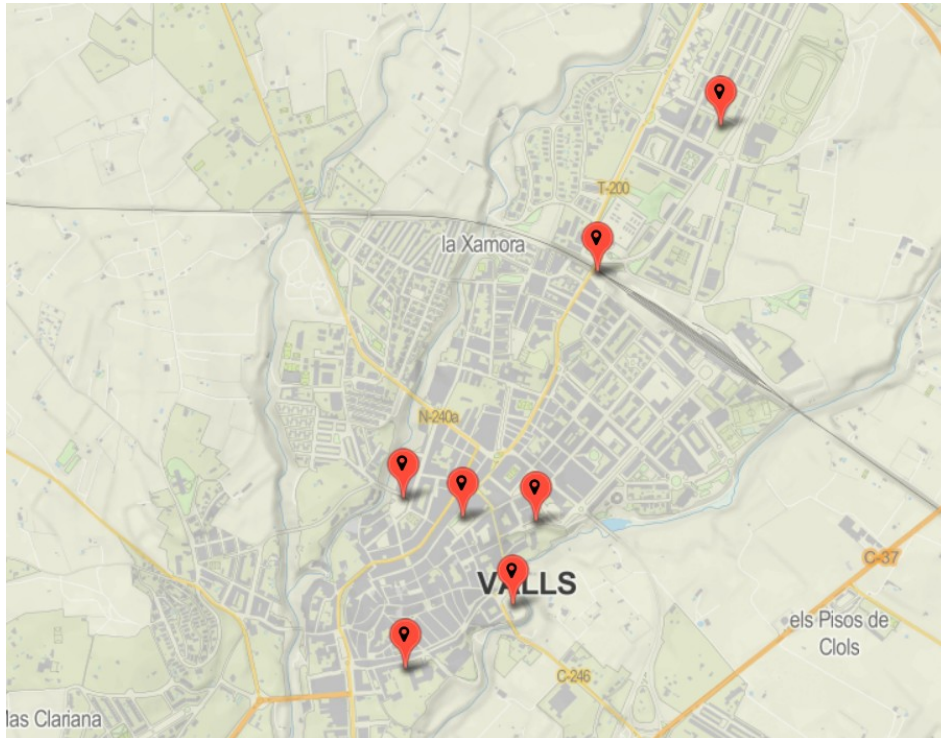 T-200
la Xamora
N-240a
VALLS
C-37
els Pisos de
Clols
C-246
las Clariana